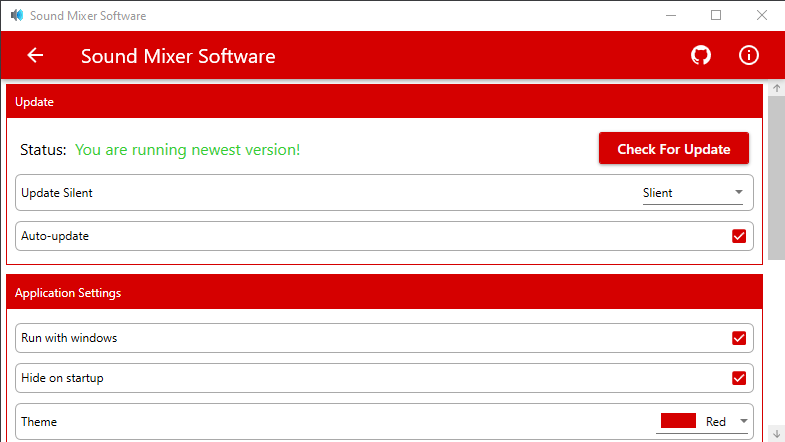 Sound Mixer Software
Sound Mixer Software
Update
Status: You are running newest version!
Check For Update
Update Silent
Slient
Auto-update
Application Settings
Run with windows
Hide on startup
Theme
Red